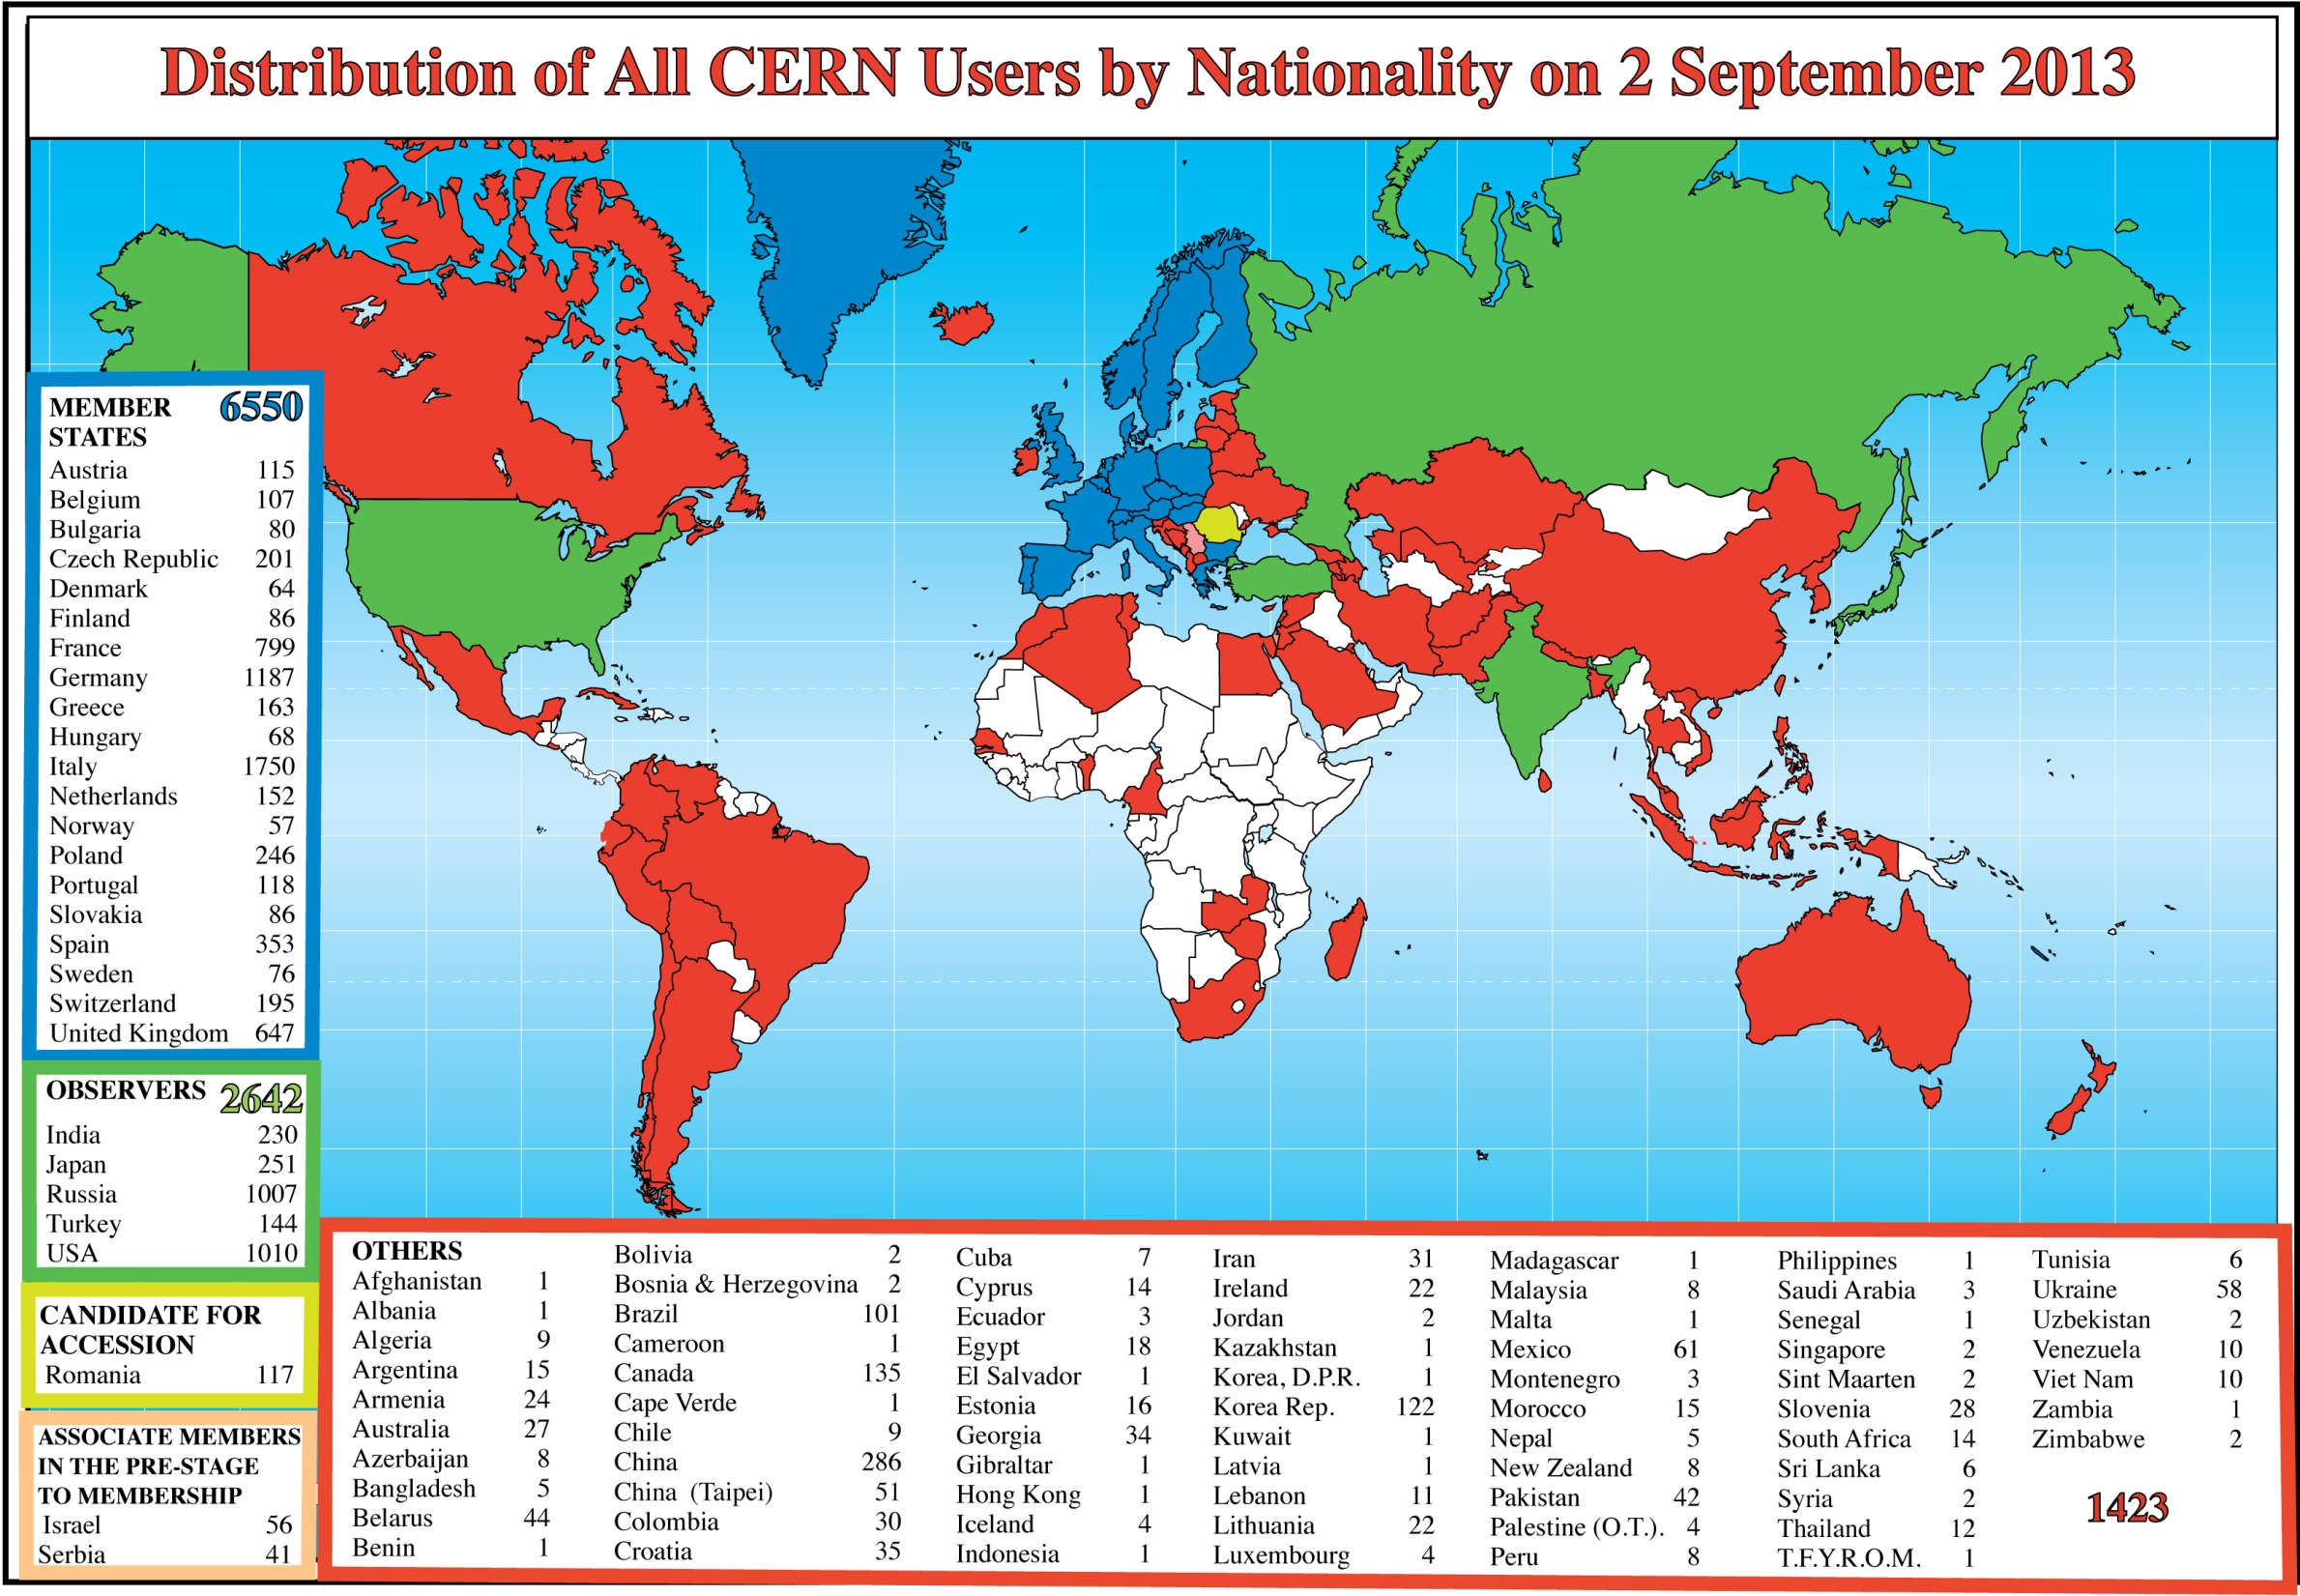 Distribution of All CERN Users by Nationality on 2 September 2013
MEMBER 6550
STATES
Austria 115
Belgium 107
Bulgaria 80
Czech Republic 201
Denmark 64
Finland 86
France 799
Germany 1187
Greece 163
Hungary 68
Italy 1750
Netherlands 152
Norway 57
Poland 246
Portugal 118
Slovakia 86
Spain 353
Sweden 76
Switzerland 195
United Kingdom 647
OBSERVERS 2642
India 230
Japan 251
Russia 1007
Turkey 144
USA 1010
CANDIDATE FOR
ACCESSION
Romania 117
ASSOCIATE MEMBERS
IN THE PRE-STAGE
TO MEMBERSHIP
Israel 56
Serbia 41
OTHERS
Afghanistan 1
Albania 1
Algeria 9
Argentina 15
Armenia 24
Australia 27
Azerbaijan 8
Bangladesh 5
Belarus 44
Benin 1
Bolivia 2
Bosnia & Herzegovina 2
Brazil 101
Cameroon 1
Canada 135
Cape Verde 1
Chile 9
China 286
China (Taipei) 51
Colombia 30
Croatia 35
Cuba 7
Cyprus 14
Ecuador 3
Egypt 18
El Salvador 1
Estonia 16
Georgia 34
Gibraltar 1
Hong Kong 1
Iceland 4
Indonesia 1
Iran 31
Ireland 22
Jordan 2
Kazakhstan 1
Korea, D.P.R. 1
Korea Rep. 122
Kuwait 1
Latvia 1
Lebanon 11
Lithuania 22
Luxembourg 4
Madagascar 1
Malaysia 8
Malta 1
Mexico 61
Montenegro 3
Morocco 15
Nepal 5
New Zealand 8
Pakistan 42
Palestine (O.T.). 4
Peru 8
Philippines 1
Saudi Arabia 3
Senegal 1
Singapore 2
Sint Maarten 2
Slovenia 28
South Africa 14
Sri Lanka 6
Syria 2
Thailand 12
T.F.Y.R.O.M. 1
Tunisia 6
Ukraine 58
Uzbekistan 2
Venezuela 10
Viet Nam 10
Zambia 1
Zimbabwe 2
1423